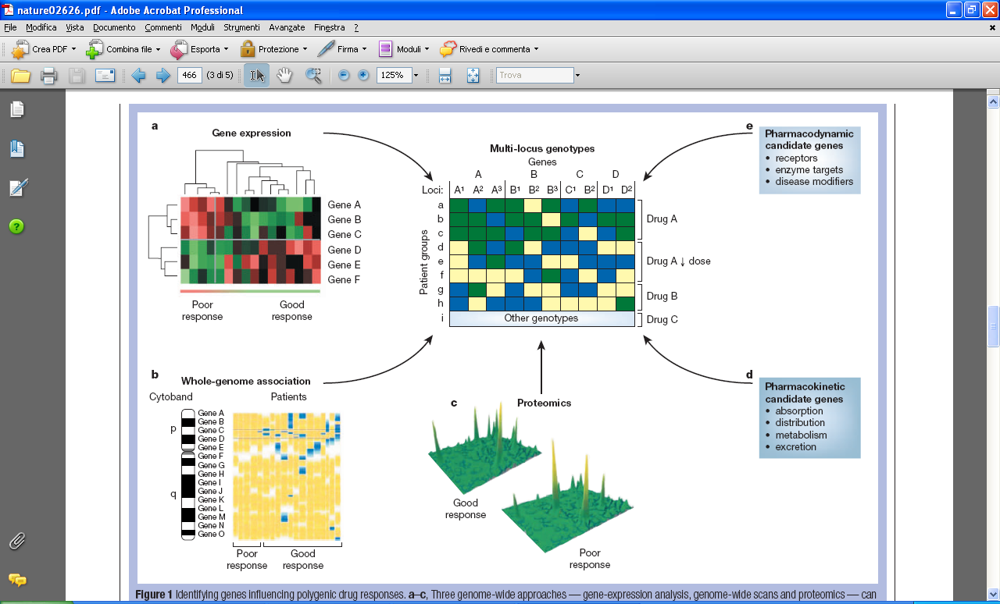 nature02626.pdf - Adobe Acrobat Professional
File Modifica Vista Documento Commenti Moduli Strumenti Avanzate Finestra ?
Crea PDF Combina file Esporta Protezione Firma Moduli Rivedi e commenta
466 (3 di 5) 125% Trova
a
Gene expression
Gene A
Gene B
Gene C
Gene D
Gene E
Gene F
Poor response
Good response
Multi-locus genotypes
Genes
A B C D
Loci: A1 A2 A3 B1 B2 B3 C1 B2 D1 D2
Patient groups
a
b
c
d
e
f
g
h
i Other genotypes
Drug A
Drug A ↓ dose
Drug B
Drug C
e
Pharmacodynamic
candidate genes
• receptors
• enzyme targets
• disease modifiers
b
Whole-genome association
Cytoband Patients
p
q
Gene A
Gene B
Gene C
Gene D
Gene E
Gene F
Gene G
Gene H
Gene I
Gene J
Gene K
Gene L
Gene M
Gene N
Gene O
Poor response
Good response
c Proteomics
Good response
Poor response
d
Pharmacokinetic
candidate genes
• absorption
• distribution
• metabolism
• excretion
Figure 1 Identifying genes influencing polygenic drug responses. a–c, Three genome-wide approaches — gene-expression analysis, genome-wide scans and proteomics — can